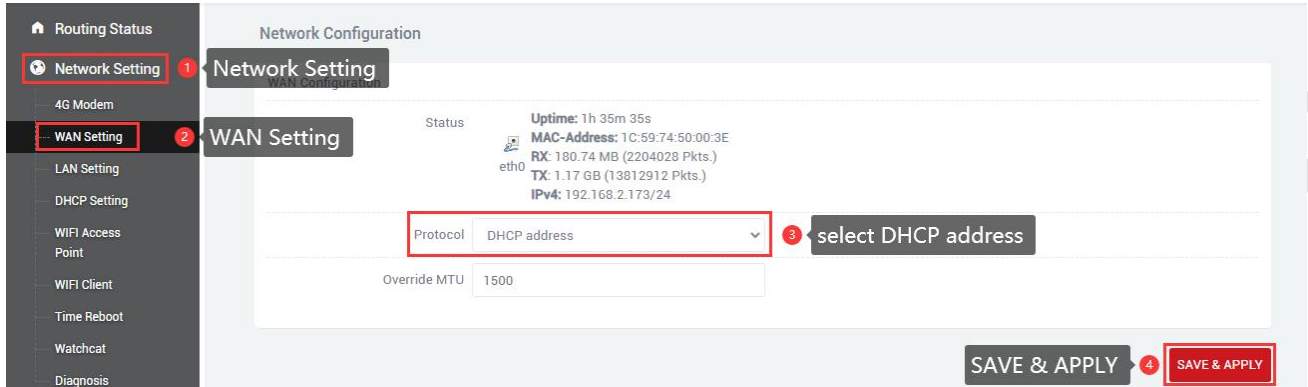 Routing Status
Network Setting
4G Modem
WAN Setting
LAN Setting
DHCP Setting
WIFI Access
Point
WIFI Client
Time Reboot
Watchcat
Diagnosis
1 Network Setting
2 WAN Setting
Network Configuration
WAN Configuration
Status
eth0
Uptime: 1h 35m 35s
MAC-Address: 1C:59:74:50:00:3E
RX: 180.74 MB (2204028 Pkts.)
TX: 1.17 GB (13812912 Pkts.)
IPv4: 192.168.2.173/24
Protocol DHCP address
3 select DHCP address
Override MTU 1500
SAVE & APPLY 4 SAVE & APPLY